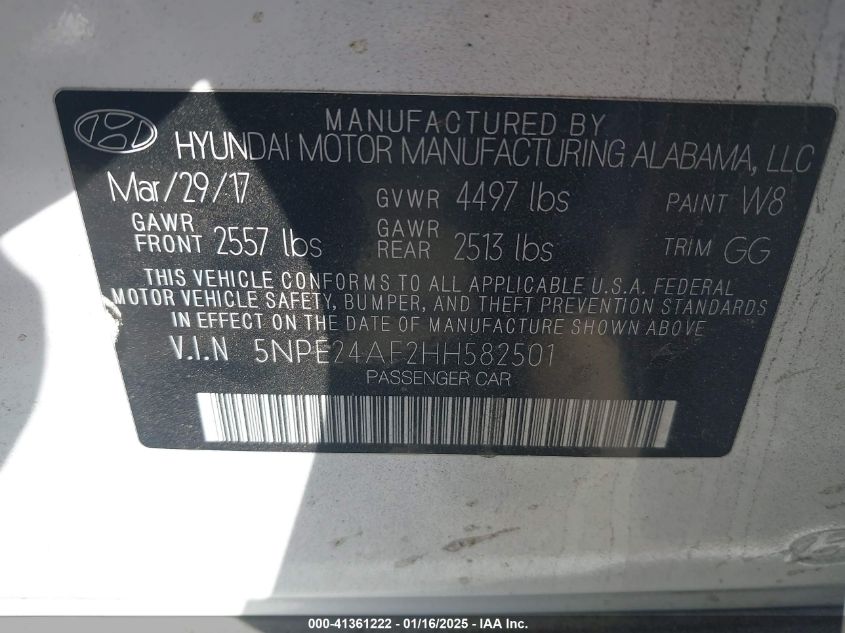 MANUFACTURED BY
HYUNDAI MOTOR MANUFACTURING ALABAMA, LLC
Mar/29/17 GVWR 4497 lbs PAINT W8
GAWR FRONT 2557 lbs GAWR REAR 2513 lbs TRIM GG
THIS VEHICLE CONFORMS TO ALL APPLICABLE U.S.A. FEDERAL
MOTOR VEHICLE SAFETY, BUMPER, AND THEFT PREVENTION STANDARDS
IN EFFECT ON THE DATE OF MANUFACTURE SHOWN ABOVE
V.I.N 5NPE24AF2HH582501
PASSENGER CAR
000-41361222 - 01/16/2025 - IAA Inc.